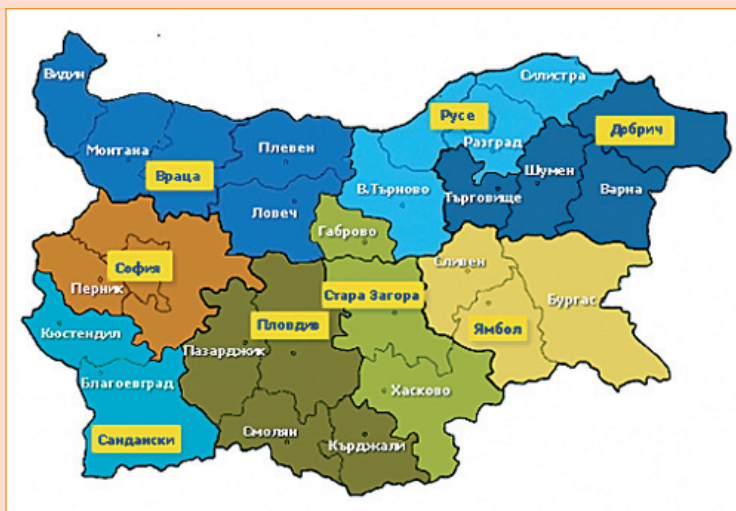 Видин
Силистра
Русе
Добрич
Разград
Монтана
Плевен
Враца
Шумен
В.Търново
Търговище
Варна
Ловеч
Габрово
Сливен
София
Перник
Стара Загора
Бургас
Кюстендил
Пловдив
Ямбол
Пазарджик
Благоевград
Хасково
Смолян
Сандански
Кърджали